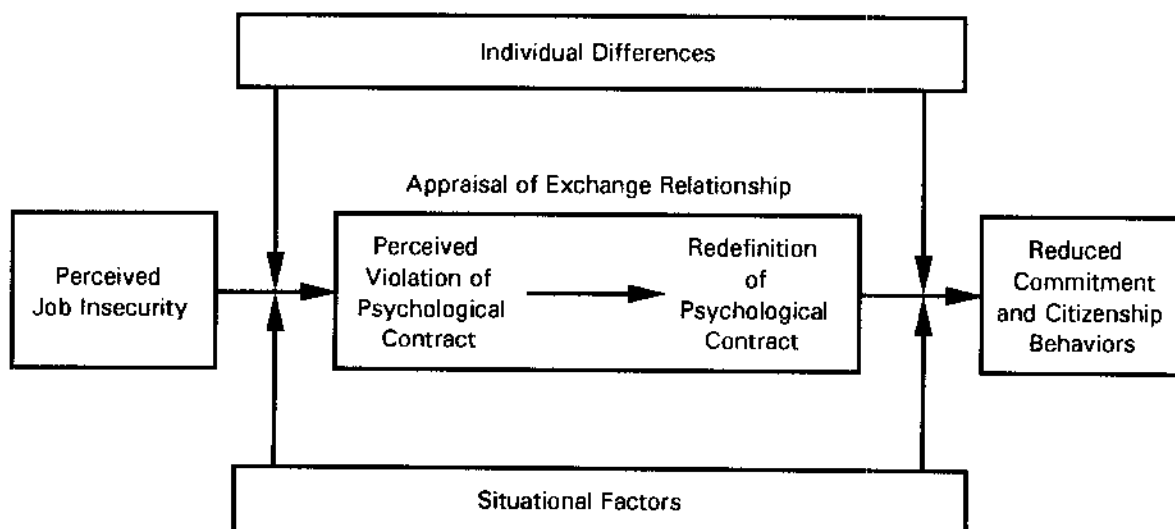 Individual Differences
Appraisal of Exchange Relationship
Perceived
Job Insecurity
Perceived
Violation of
Psychological
Contract
Redefinition
of
Psychological
Contract
Reduced
Commitment
and Citizenship
Behaviors
Situational Factors